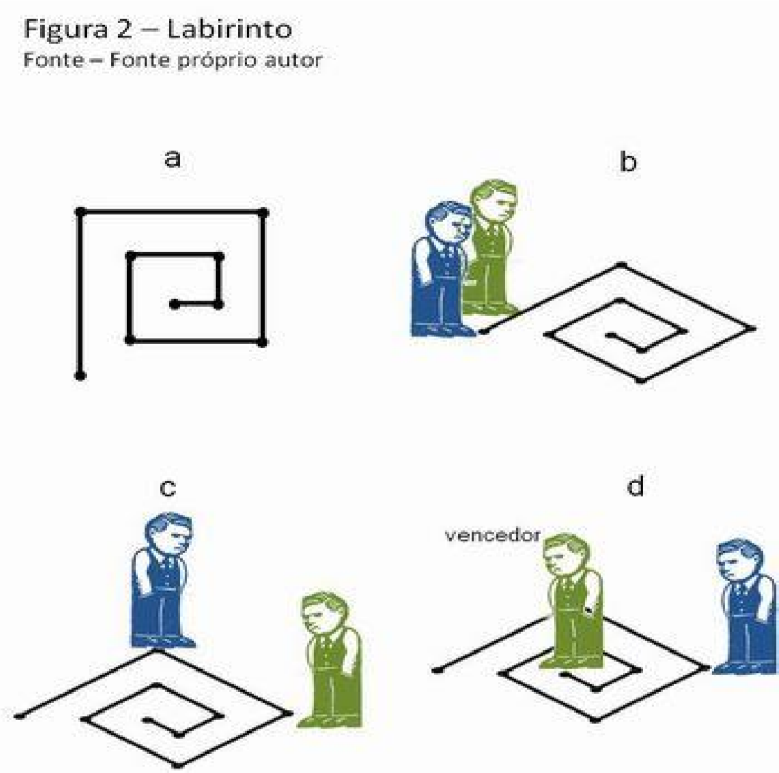 Figura 2 – Labirinto
Fonte – Fonte próprio autor
a
b
c
d
vencedor